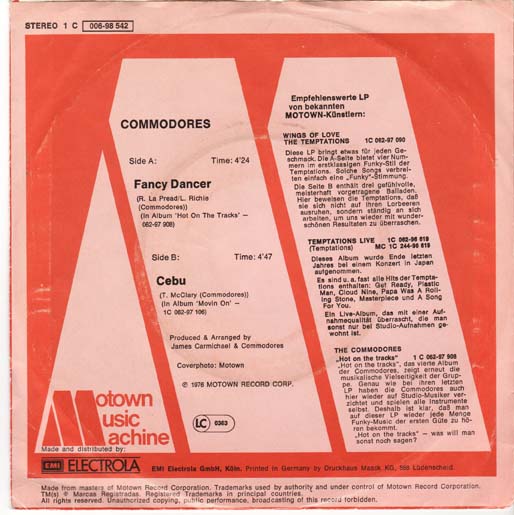 STEREO 1 C 006-98 542
COMMODORES
Side A: Time: 4'24
Fancy Dancer
(R. La Pread/L. Richie
(Commodores))
(In Album 'Hot On The Tracks' –
062-97 908)
Side B: Time: 4'47
Cebu
(T. McClary (Commodores))
(In Album 'Movin On' –
1C 062-97 106)
Produced & Arranged by
James Carmichael & Commodores
Coverphoto: Motown
℗ 1976 MOTOWN RECORD CORP.
Empfehlenswerte LP
von bekannten
MOTOWN-Künstlern:
WINGS OF LOVE
THE TEMPTATIONS 1C 062-97 090
Diese LP bringt etwas für jeden Ge-
schmack. Die A-Seite bietet vier Num-
mern im erstklassigen Funky-Stil der
Temptations. Solche Songs verbrei-
ten einfach eine „Funky"-Stimmung.
Die Seite B enthält drei gefühlvolle,
meisterhaft vorgetragene Balladen.
Hier beweisen die Temptations, daß
sie sich nicht auf ihren Lorbeeren
ausruhen, sondern ständig an sich
arbeiten, um uns wieder mit wunder-
schönen Resultaten zu überraschen.
TEMPTATIONS LIVE 1C 062-96 619
(Temptations) MC 1C 244-96 619
Dieses Album wurde Ende letzten
Jahres bei einem Konzert in Japan
aufgenommen.
Es sind u. a. fast alle Hits der Tempta-
tions enthalten: Get Ready, Plastic
Man, Cloud Nine, Papa Was A Rol-
ling Stone, Masterpiece und A Song
For You.
Ein Live-Album, das mit einer Auf-
nahmequalität überrascht, die man
sonst nur bei Studio-Aufnahmen ge-
wohnt ist.
THE COMMODORES
„Hot on the tracks" 1 C 062-97 908
„Hot on the tracks", das vierte Album
der Commodores, zeigt erneut die
musikalische Vielseitigkeit der Grup-
pe. Genau wie bei ihren letzten
LP haben die Commodores auch
hier wieder auf Studio-Musiker ver-
zichtet und spielen alle Instrumente
selbst. Deshalb ist klar, daß man
auf dieser LP wieder jede Menge
Funky-Music der ersten Güte zu hö-
ren bekommt.
„Hot on the tracks" – was will man
sonst noch sagen?
Motown
Music
Machine
LC 0363
Made and distributed by:
EMI ELECTROLA
EMI Electrola GmbH, Köln. Printed in Germany by Druckhaus Maack KG, 588 Lüdenscheid.
Made from masters of Motown Record Corporation. Trademarks used by authority and under control of Motown Record Corporation.
TM(s) ® Marcas Registradas. Registered Trademarks in principal countries.
All rights reserved. Unauthorized copying, public performance, broadcasting of this record forbidden.